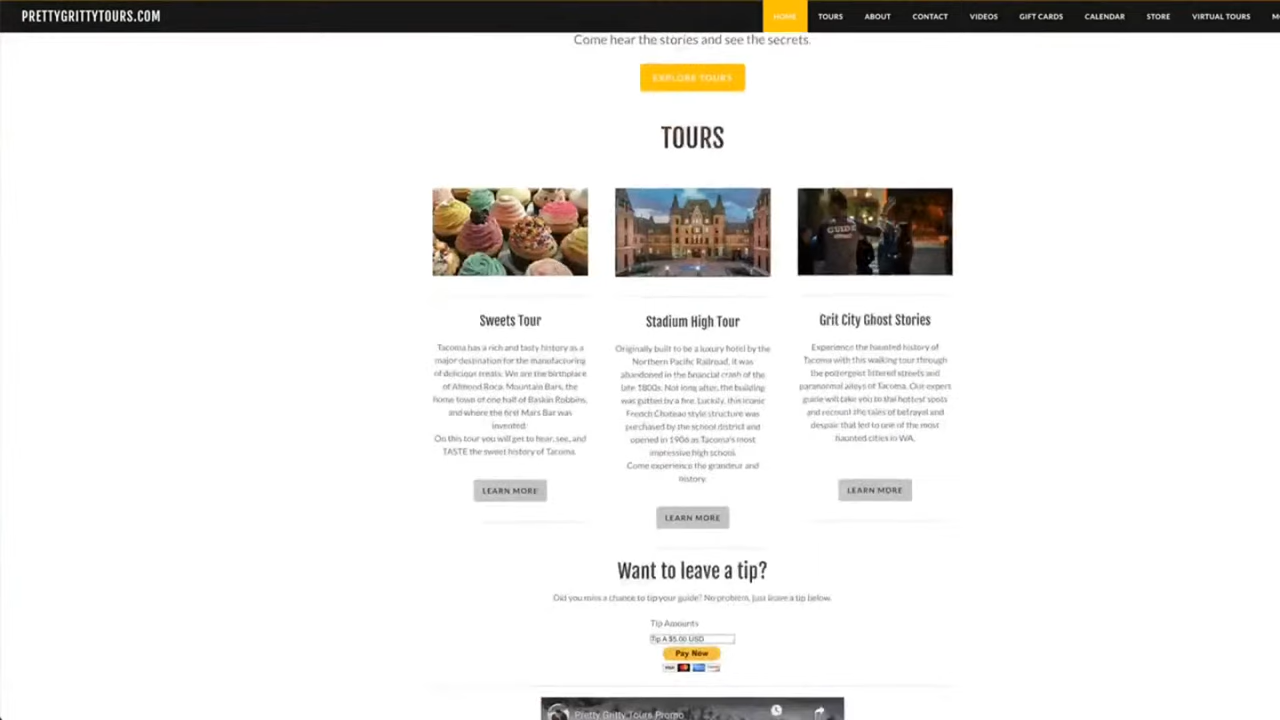 PRETTYGRITTYTOURS.COM
HOME TOURS ABOUT CONTACT VIDEOS GIFT CARDS CALENDAR STORE VIRTUAL TOURS
Come hear the stories and see the secrets.
EXPLORE TOURS
TOURS
GUIDE
Sweets Tour
Tacoma has a rich and tasty history as a
major destination for the manufacturing
of delicious treats. We are the birthplace
of Almond Roca, Mountain Bars, the
home town of one half of Baskin Robbins,
and where the first Mars Bar was
invented.
On this tour you will get to hear, see, and
TASTE the sweet history of Tacoma.
LEARN MORE
Stadium High Tour
Originally built to be a luxury hotel by the
Northern Pacific Railroad, it was
abandoned in the financial crash of the
late 1800s. Not long after, the building
was gutted by a fire. Luckily, this iconic
French Chateau style structure was
purchased by the school district and
opened in 1906 as Tacoma's most
impressive high school.
Come experience the grandeur and
history.
LEARN MORE
Grit City Ghost Stories
Experience the haunted history of
Tacoma with this walking tour through
the poltergeist littered streets and
paranormal alleys of Tacoma. Our expert
guide will take you to the hottest spots
and recount the tales of betrayal and
despair that led to one of the most
haunted cities in WA.
LEARN MORE
Want to leave a tip?
Did you miss a chance to tip your guide? No problem, just leave a tip below.
Tip Amounts
Tip A $5.00 USD
Pay Now
VISA
Pretty Gritty Tours Promo